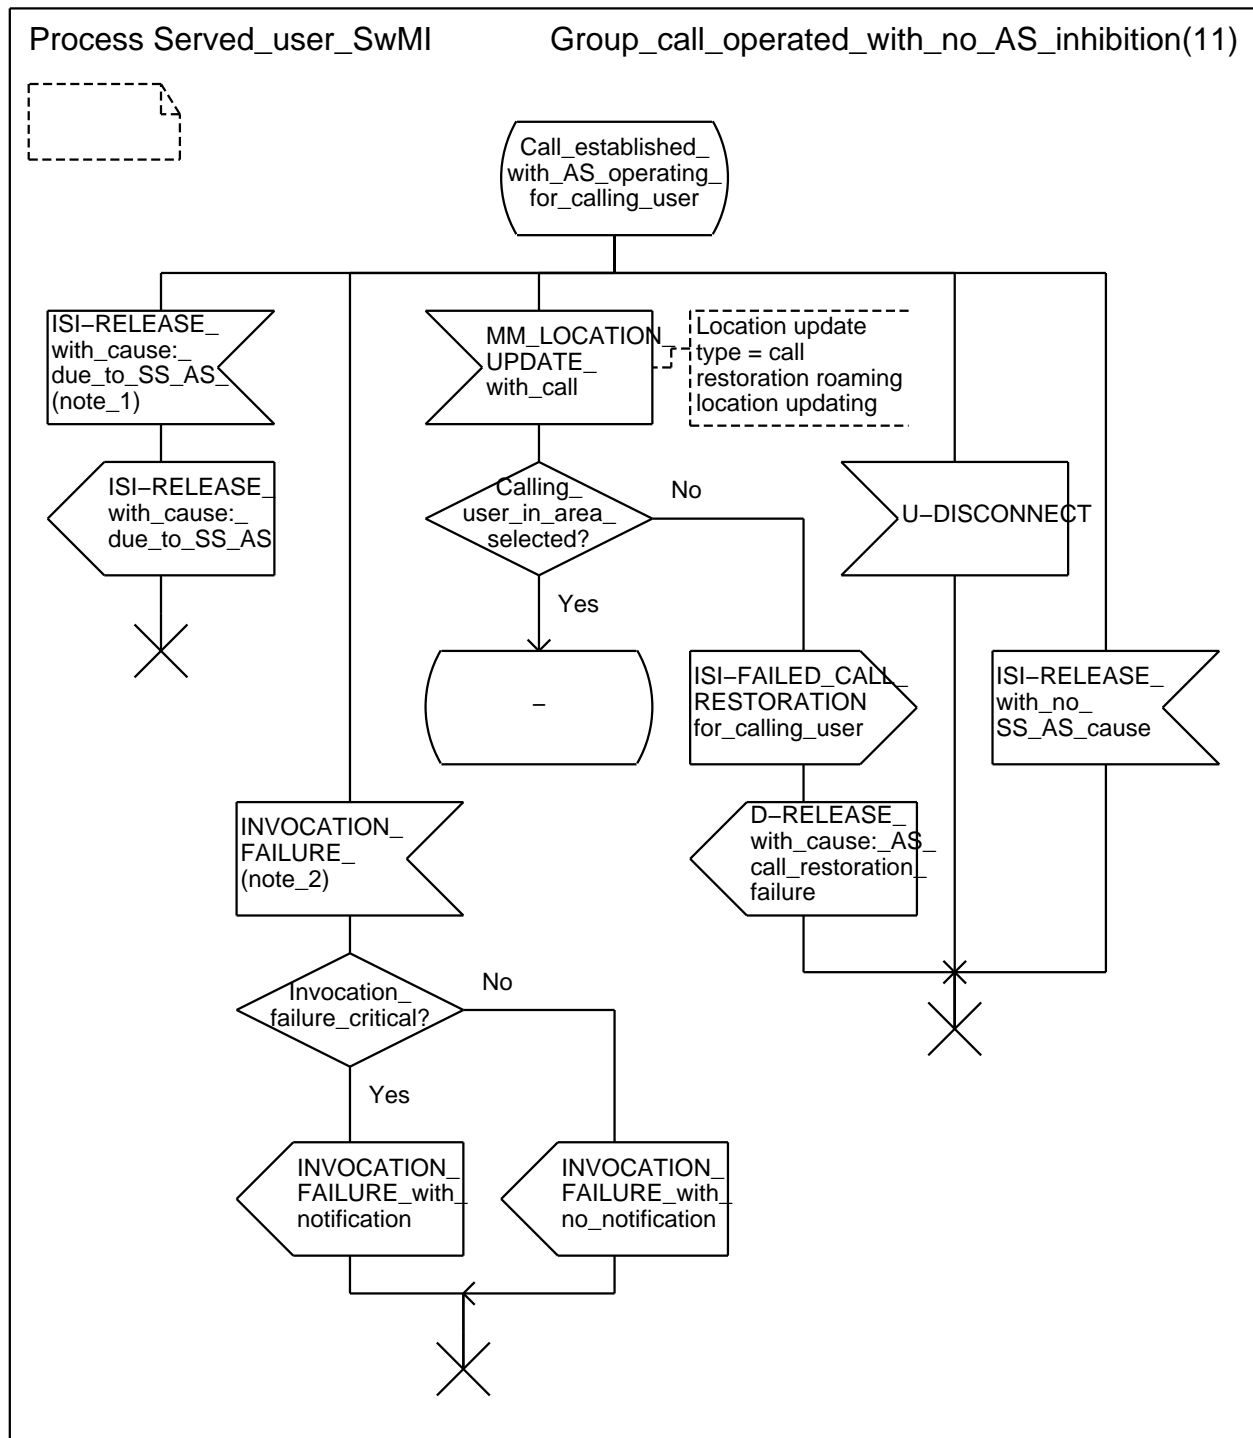 Process Served_user_SwMI
Group_call_operated_with_no_AS_inhibition(11)
Call_established_
with_AS_operating_
for_calling_user
ISI−RELEASE_
with_cause:_
due_to_SS_AS_
(note_1)
MM_LOCATION_
UPDATE_
with_call
Location update
type = call
restoration roaming
location updating
ISI−RELEASE_
with_cause:_
due_to_SS_AS
Calling_
user_in_area_
selected?
No
Yes
U−DISCONNECT
−
ISI−FAILED_CALL_
RESTORATION
for_calling_user
ISI−RELEASE_
with_no_
SS_AS_cause
INVOCATION_
FAILURE_
(note_2)
D−RELEASE_
with_cause:_AS_
call_restoration_
failure
Invocation_
failure_critical?
No
Yes
INVOCATION_
FAILURE_with_
notification
INVOCATION_
FAILURE_with_
no_notification